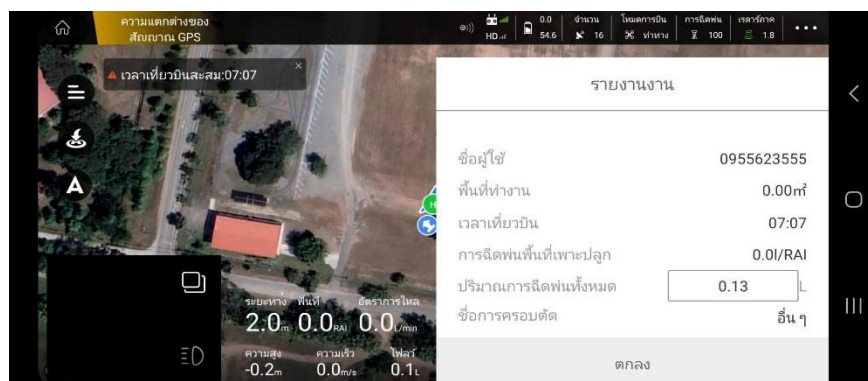 ความแตกต่างของ
สัญญาณ GPS
HD
0.0
54.6
จำนวน
16
โหมดการบิน
ท่าทาง
การฉีดพ่น
100
เรดาร์ภาค
1.8
เวลาเที่ยวบินสะสม:07:07
รายงานงาน
ชื่อผู้ใช้ 0955623555
พื้นที่ทำงาน 0.00㎡
เวลาเที่ยวบิน 07:07
การฉีดพ่นพื้นที่เพาะปลูก 0.0l/RAI
ปริมาณการฉีดพ่นทั้งหมด 0.13 L
ชื่อการครอบตัด อื่น ๆ
ตกลง
A
H
ระยะทาง พื้นที่ อัตราการไหล
2.0m 0.0RAI 0.0L/min
ความสูง ความเร็ว โฟลว์
-0.2m 0.0m/s 0.1L